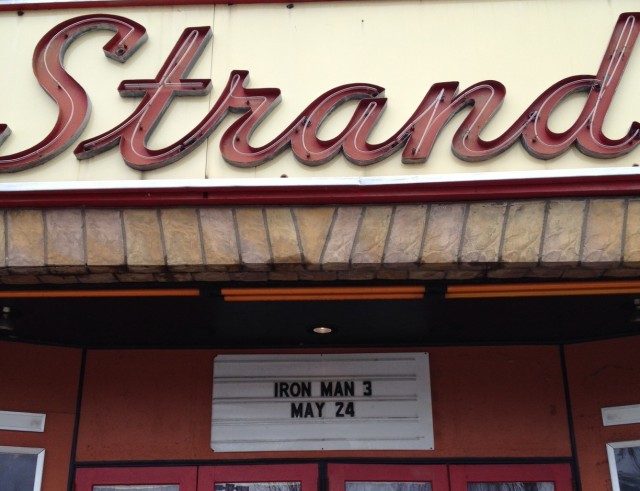 Strand
IRON MAN 3
MAY 24